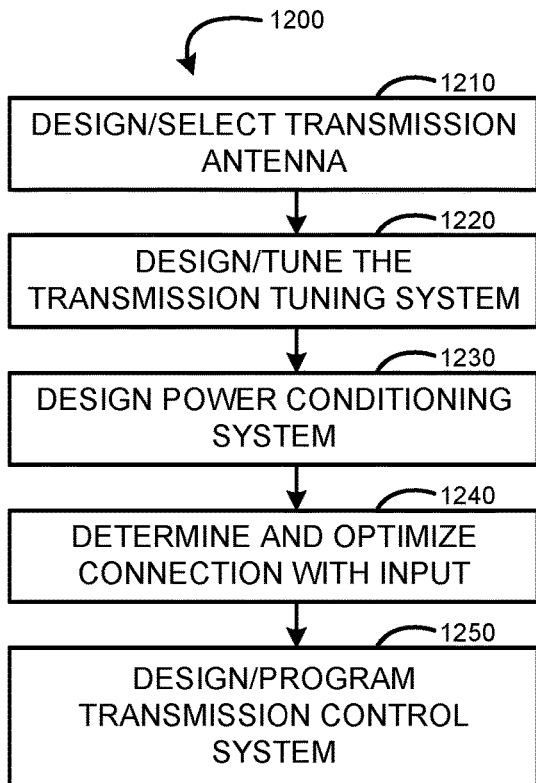 1200
1210
DESIGN/SELECT TRANSMISSION
ANTENNA
1220
DESIGN/TUNE THE
TRANSMISSION TUNING SYSTEM
1230
DESIGN POWER CONDITIONING
SYSTEM
1240
DETERMINE AND OPTIMIZE
CONNECTION WITH INPUT
1250
DESIGN/PROGRAM
TRANSMISSION CONTROL
SYSTEM